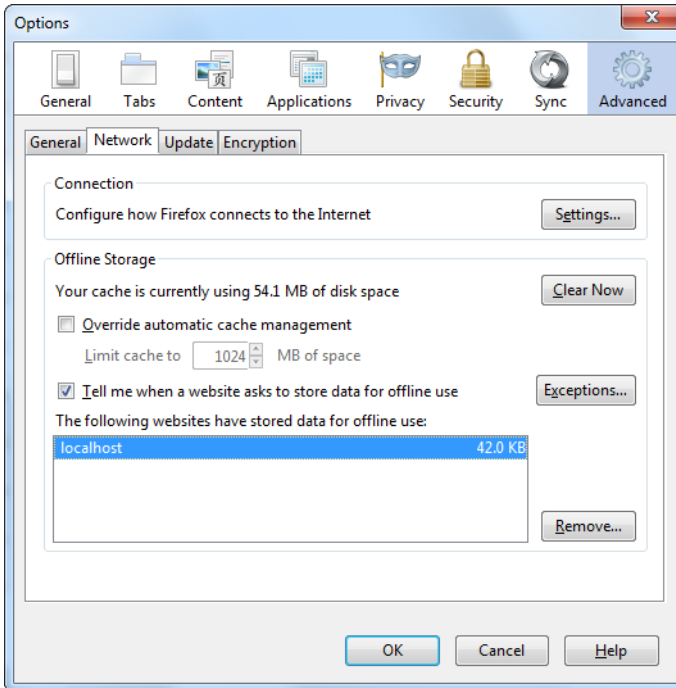 Options
x
页
General Tabs Content Applications Privacy Security Sync Advanced
General Network Update Encryption
Connection
Configure how Firefox connects to the Internet Settings...
Offline Storage
Your cache is currently using 54.1 MB of disk space Clear Now
Override automatic cache management
Limit cache to 1024 MB of space
Tell me when a website asks to store data for offline use Exceptions...
The following websites have stored data for offline use:
localhost 42.0 KB
Remove...
OK Cancel Help